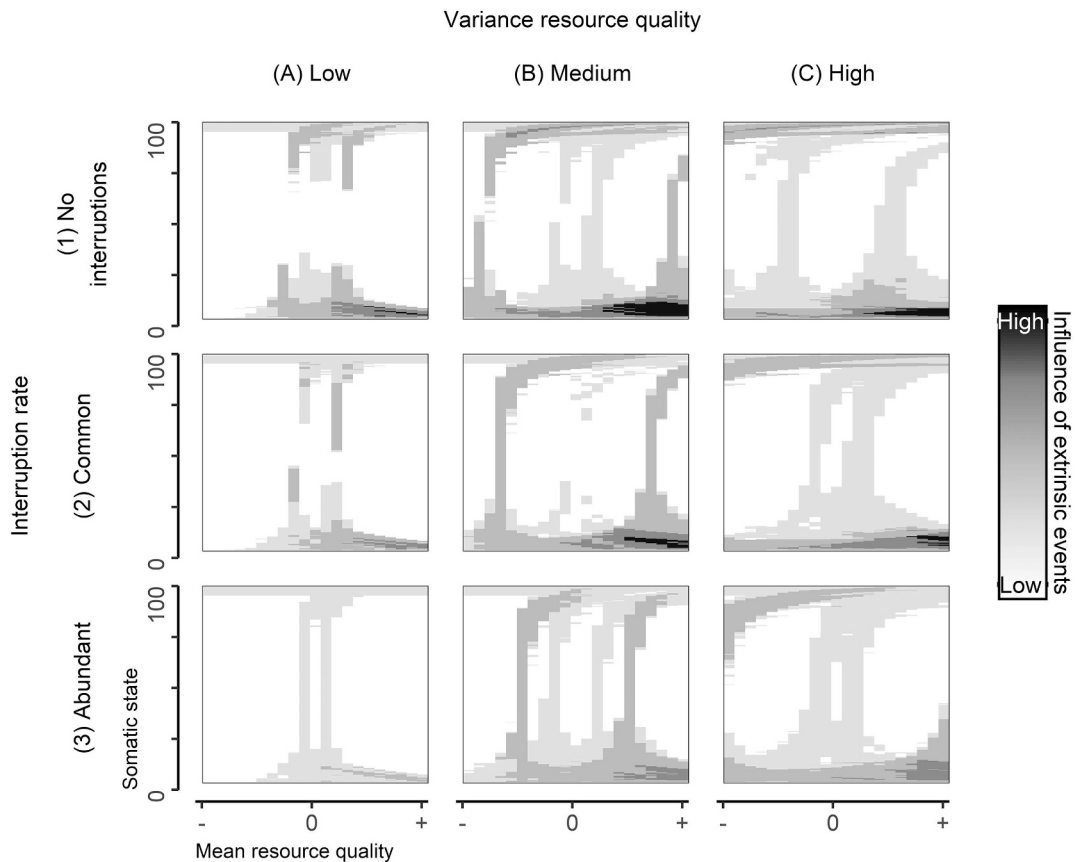 Variance resource quality
(A) Low
(B) Medium
(C) High
Interruption rate
(1) No
interruptions
100
0
(2) Common
100
0
(3) Abundant
100
0
Somatic state
-
0
+
-
0
+
-
0
+
Mean resource quality
High
Low
Influence of extrinsic events